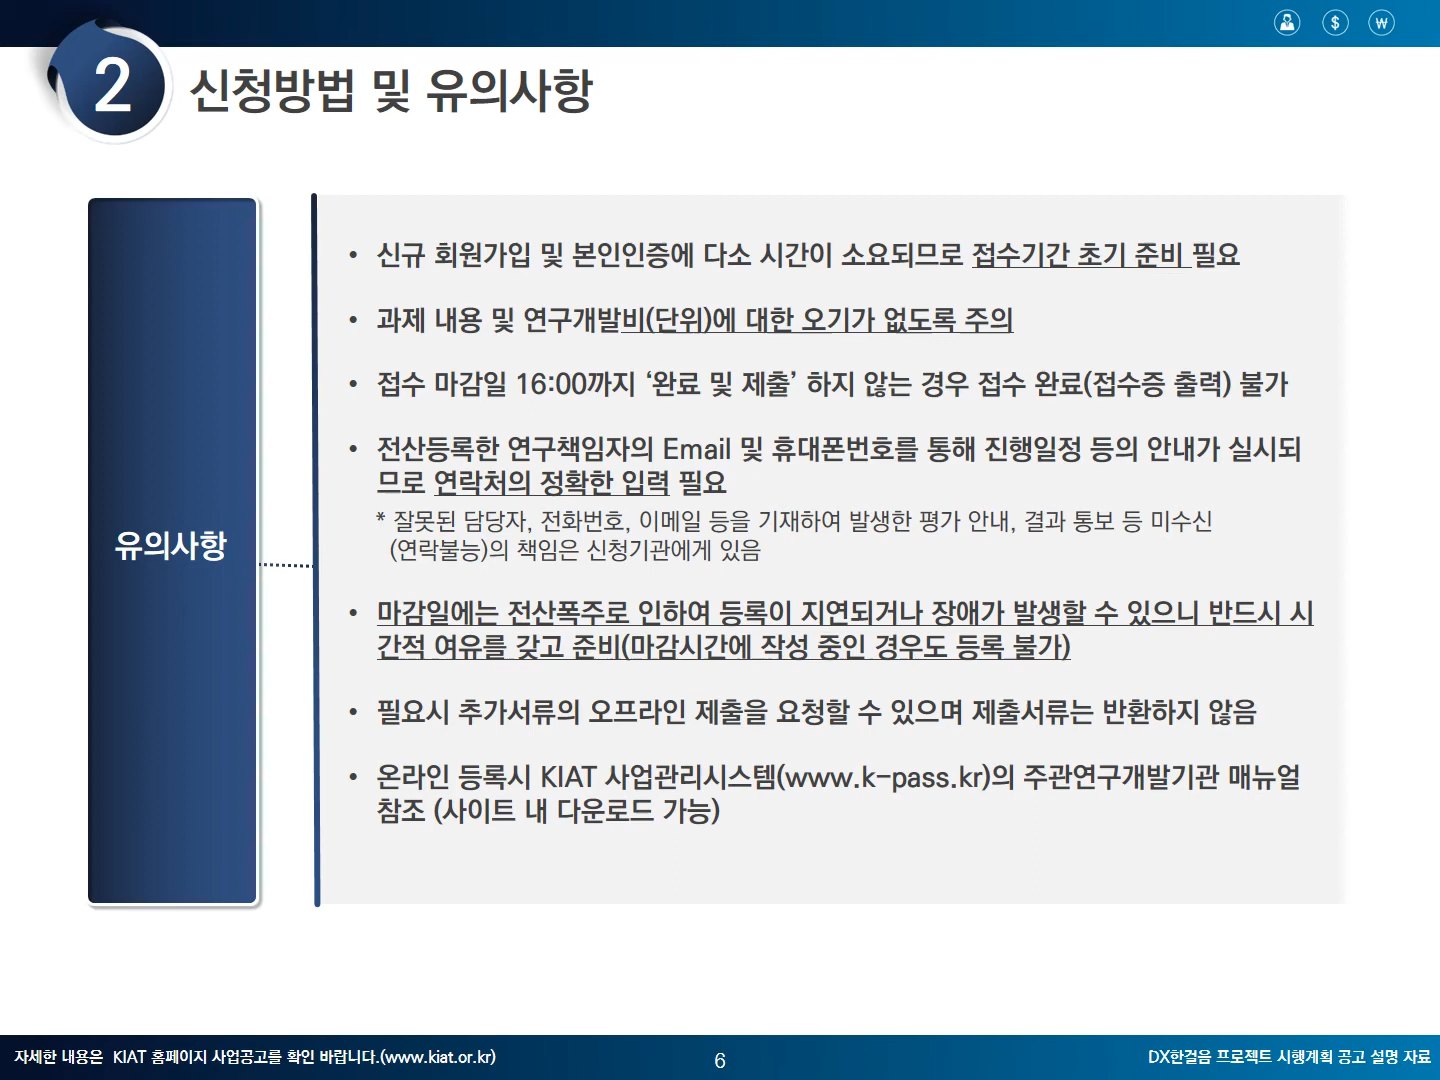 $ ₩
2 신청방법 및 유의사항
유의사항
• 신규 회원가입 및 본인인증에 다소 시간이 소요되므로 접수기간 초기 준비 필요
• 과제 내용 및 연구개발비(단위)에 대한 오기가 없도록 주의
• 접수 마감일 16:00까지 ‘완료 및 제출’ 하지 않는 경우 접수 완료(접수증 출력) 불가
• 전산등록한 연구책임자의 Email 및 휴대폰번호를 통해 진행일정 등의 안내가 실시되
므로 연락처의 정확한 입력 필요
* 잘못된 담당자, 전화번호, 이메일 등을 기재하여 발생한 평가 안내, 결과 통보 등 미수신
(연락불능)의 책임은 신청기관에게 있음
• 마감일에는 전산폭주로 인하여 등록이 지연되거나 장애가 발생할 수 있으니 반드시 시
간적 여유를 갖고 준비(마감시간에 작성 중인 경우도 등록 불가)
• 필요시 추가서류의 오프라인 제출을 요청할 수 있으며 제출서류는 반환하지 않음
• 온라인 등록시 KIAT 사업관리시스템(www.k-pass.kr)의 주관연구개발기관 매뉴얼
참조 (사이트 내 다운로드 가능)
자세한 내용은 KIAT 홈페이지 사업공고를 확인 바랍니다.(www.kiat.or.kr)
6
DX한걸음 프로젝트 시행계획 공고 설명 자료